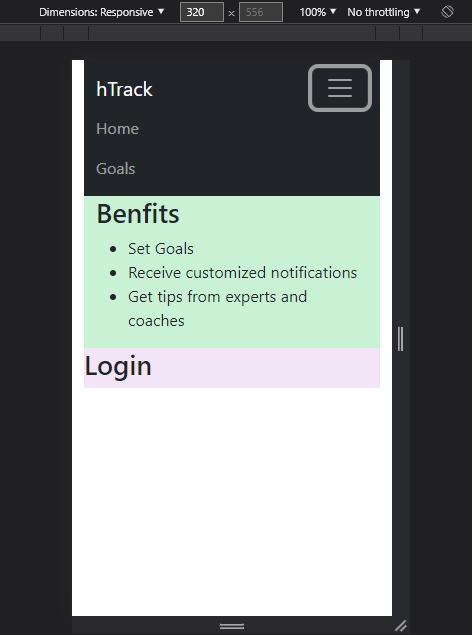 Dimensions: Responsive ▼ 320 × 556 100% ▼ No throttling ▼
hTrack
Home
Goals
Benfits
• Set Goals
• Receive customized notifications
• Get tips from experts and
coaches
Login